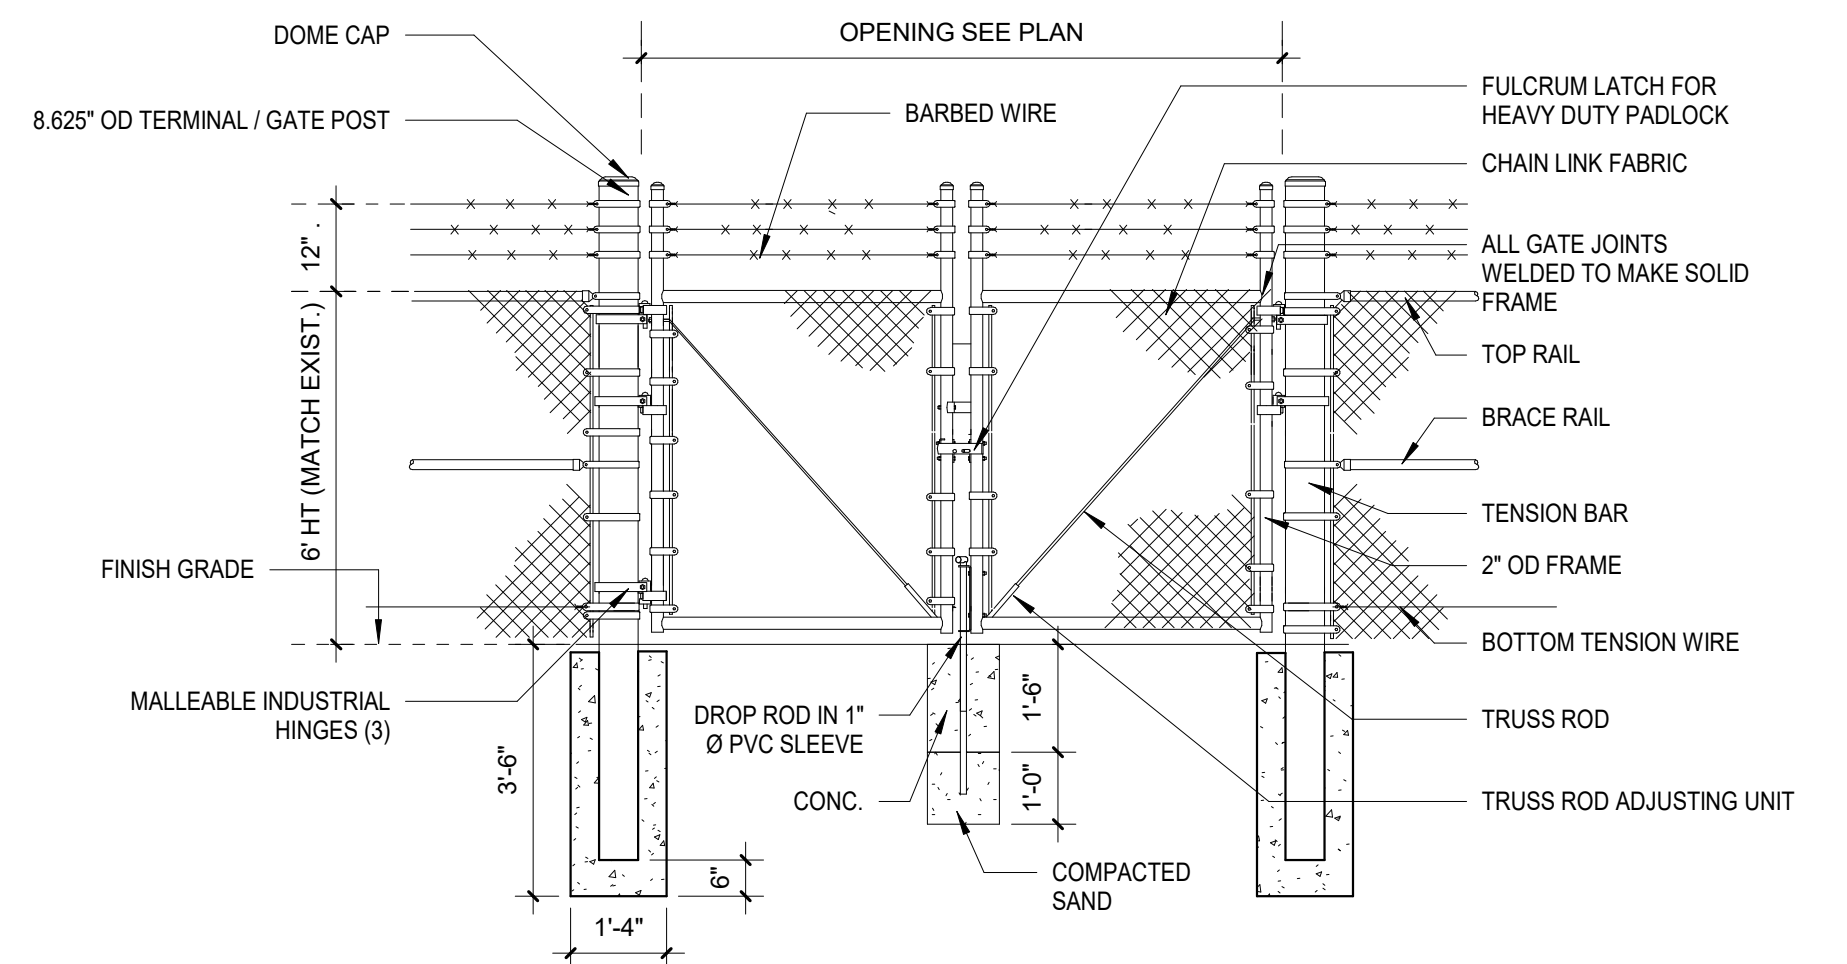 OPENING SEE PLAN
DOME CAP
8.625" OD TERMINAL / GATE POST
BARBED WIRE
FULCRUM LATCH FOR
HEAVY DUTY PADLOCK
CHAIN LINK FABRIC
ALL GATE JOINTS
WELDED TO MAKE SOLID
FRAME
TOP RAIL
BRACE RAIL
TENSION BAR
2" OD FRAME
BOTTOM TENSION WIRE
TRUSS ROD
TRUSS ROD ADJUSTING UNIT
12" .
6' HT (MATCH EXIST.)
FINISH GRADE
MALLEABLE INDUSTRIAL
HINGES (3)
3'-6"
6"
1'-4"
DROP ROD IN 1"
Ø PVC SLEEVE
CONC.
1'-6"
1'-0"
COMPACTED
SAND